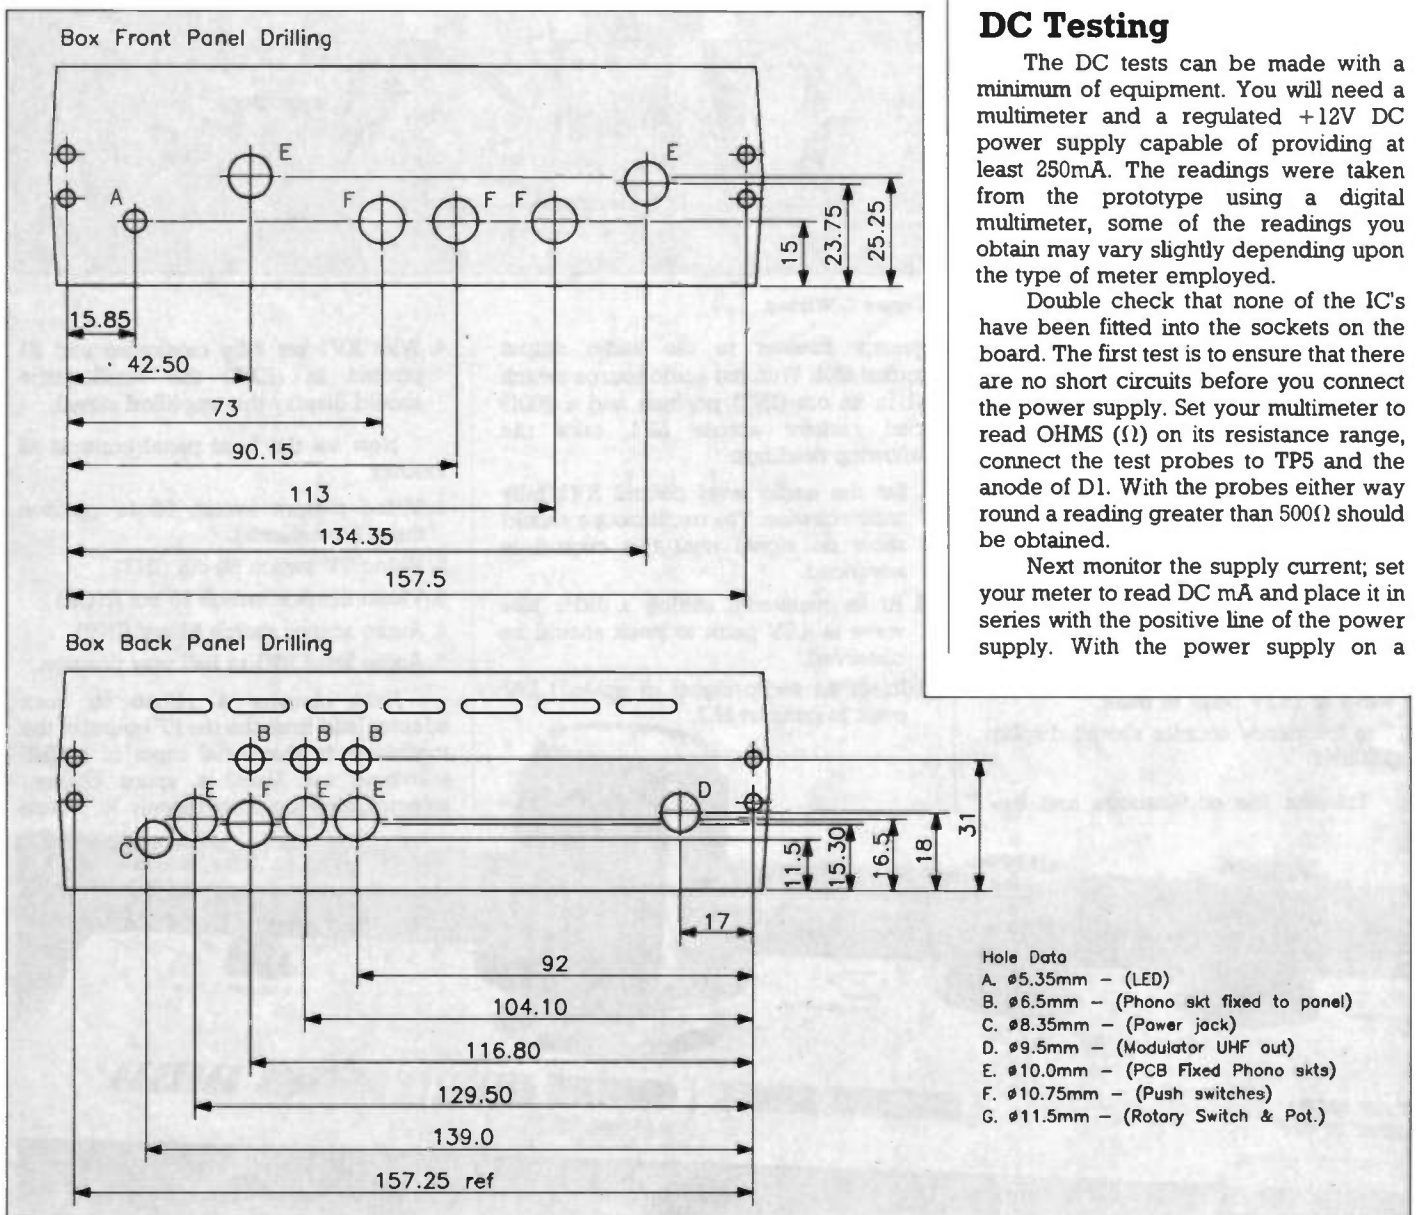 Box Front Panel Drilling
E
E
A
F
F
F
15
23.75
25.25
15.85
42.50
73
90.15
113
134.35
157.5
Box Back Panel Drilling
B
B
B
E
F
E
E
D
C
11.5
15.30
16.5
18
31
17
92
104.10
116.80
129.50
139.0
157.25 ref
Hole Data
A. ø5.35mm – (LED)
B. ø6.5mm – (Phono skt fixed to panel)
C. ø8.35mm – (Power jack)
D. ø9.5mm – (Modulator UHF out)
E. ø10.0mm – (PCB Fixed Phono skts)
F. ø10.75mm – (Push switches)
G. ø11.5mm – (Rotary Switch & Pot.)
DC Testing
The DC tests can be made with a
minimum of equipment. You will need a
multimeter and a regulated +12V DC
power supply capable of providing at
least 250mA. The readings were taken
from the prototype using a digital
multimeter, some of the readings you
obtain may vary slightly depending upon
the type of meter employed.
Double check that none of the IC's
have been fitted into the sockets on the
board. The first test is to ensure that there
are no short circuits before you connect
the power supply. Set your multimeter to
read OHMS (Ω) on its resistance range,
connect the test probes to TP5 and the
anode of D1. With the probes either way
round a reading greater than 500Ω should
be obtained.
Next monitor the supply current; set
your meter to read DC mA and place it in
series with the positive line of the power
supply. With the power supply on a